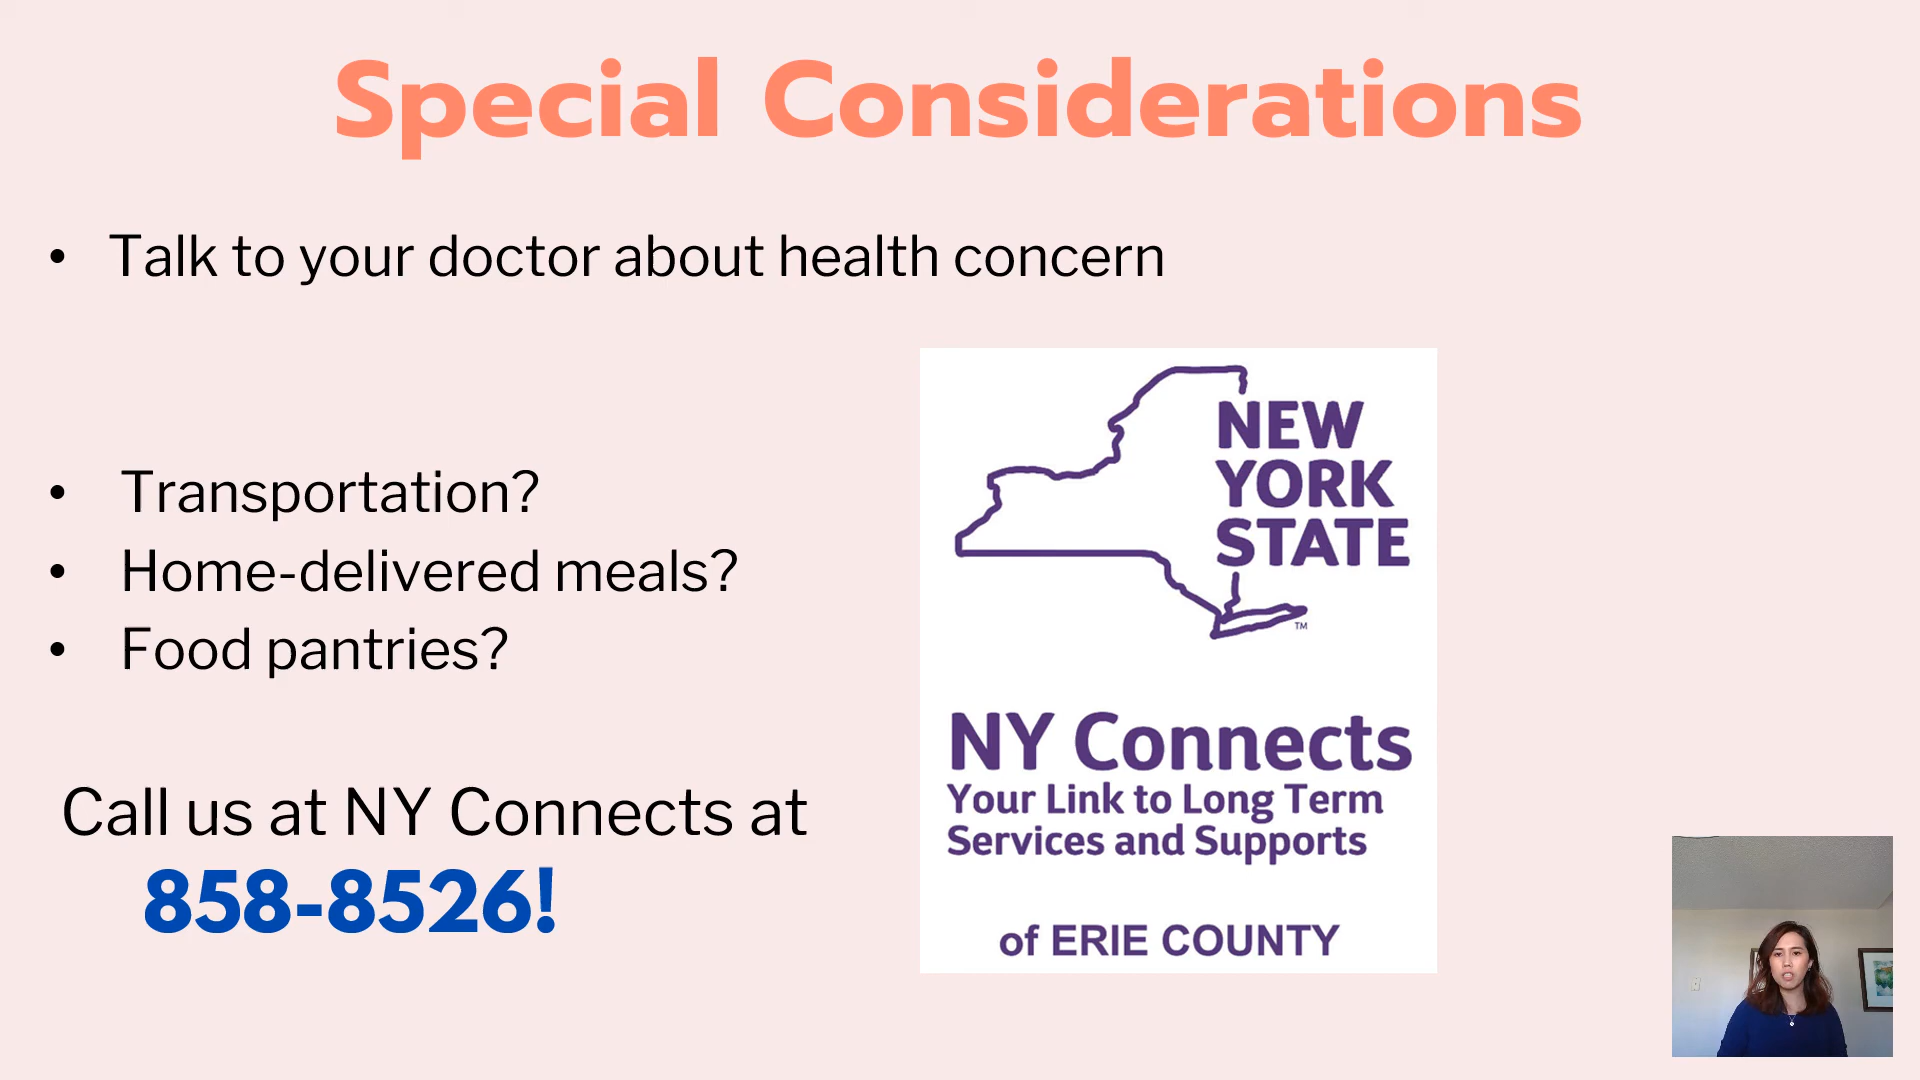 Special Considerations
• Talk to your doctor about health concern
• Transportation?
• Home-delivered meals?
• Food pantries?
Call us at NY Connects at
858-8526!
NEW
YORK
STATE
TM
NY Connects
Your Link to Long Term
Services and Supports
of ERIE COUNTY